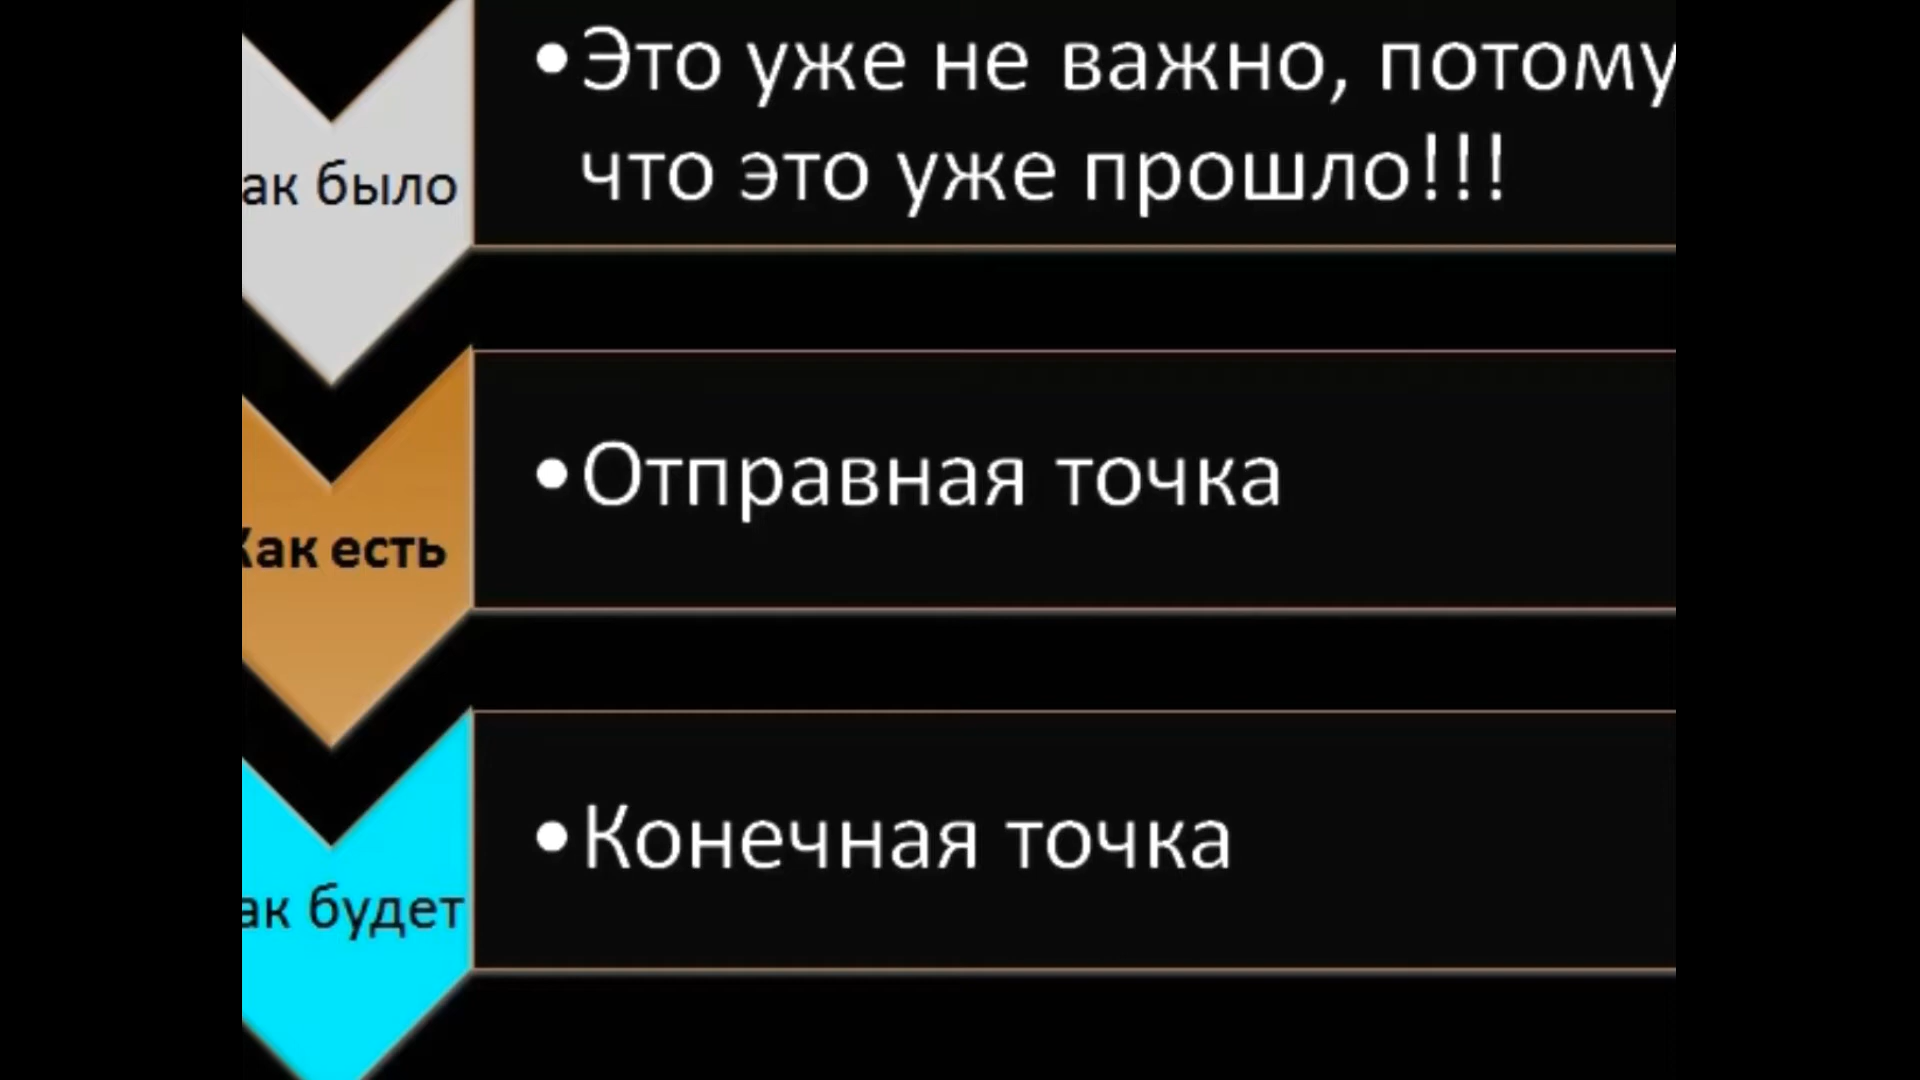 •Это уже не важно, потому
что это уже прошло!!!
ак было
•Отправная точка
Как есть
•Конечная точка
ак будет